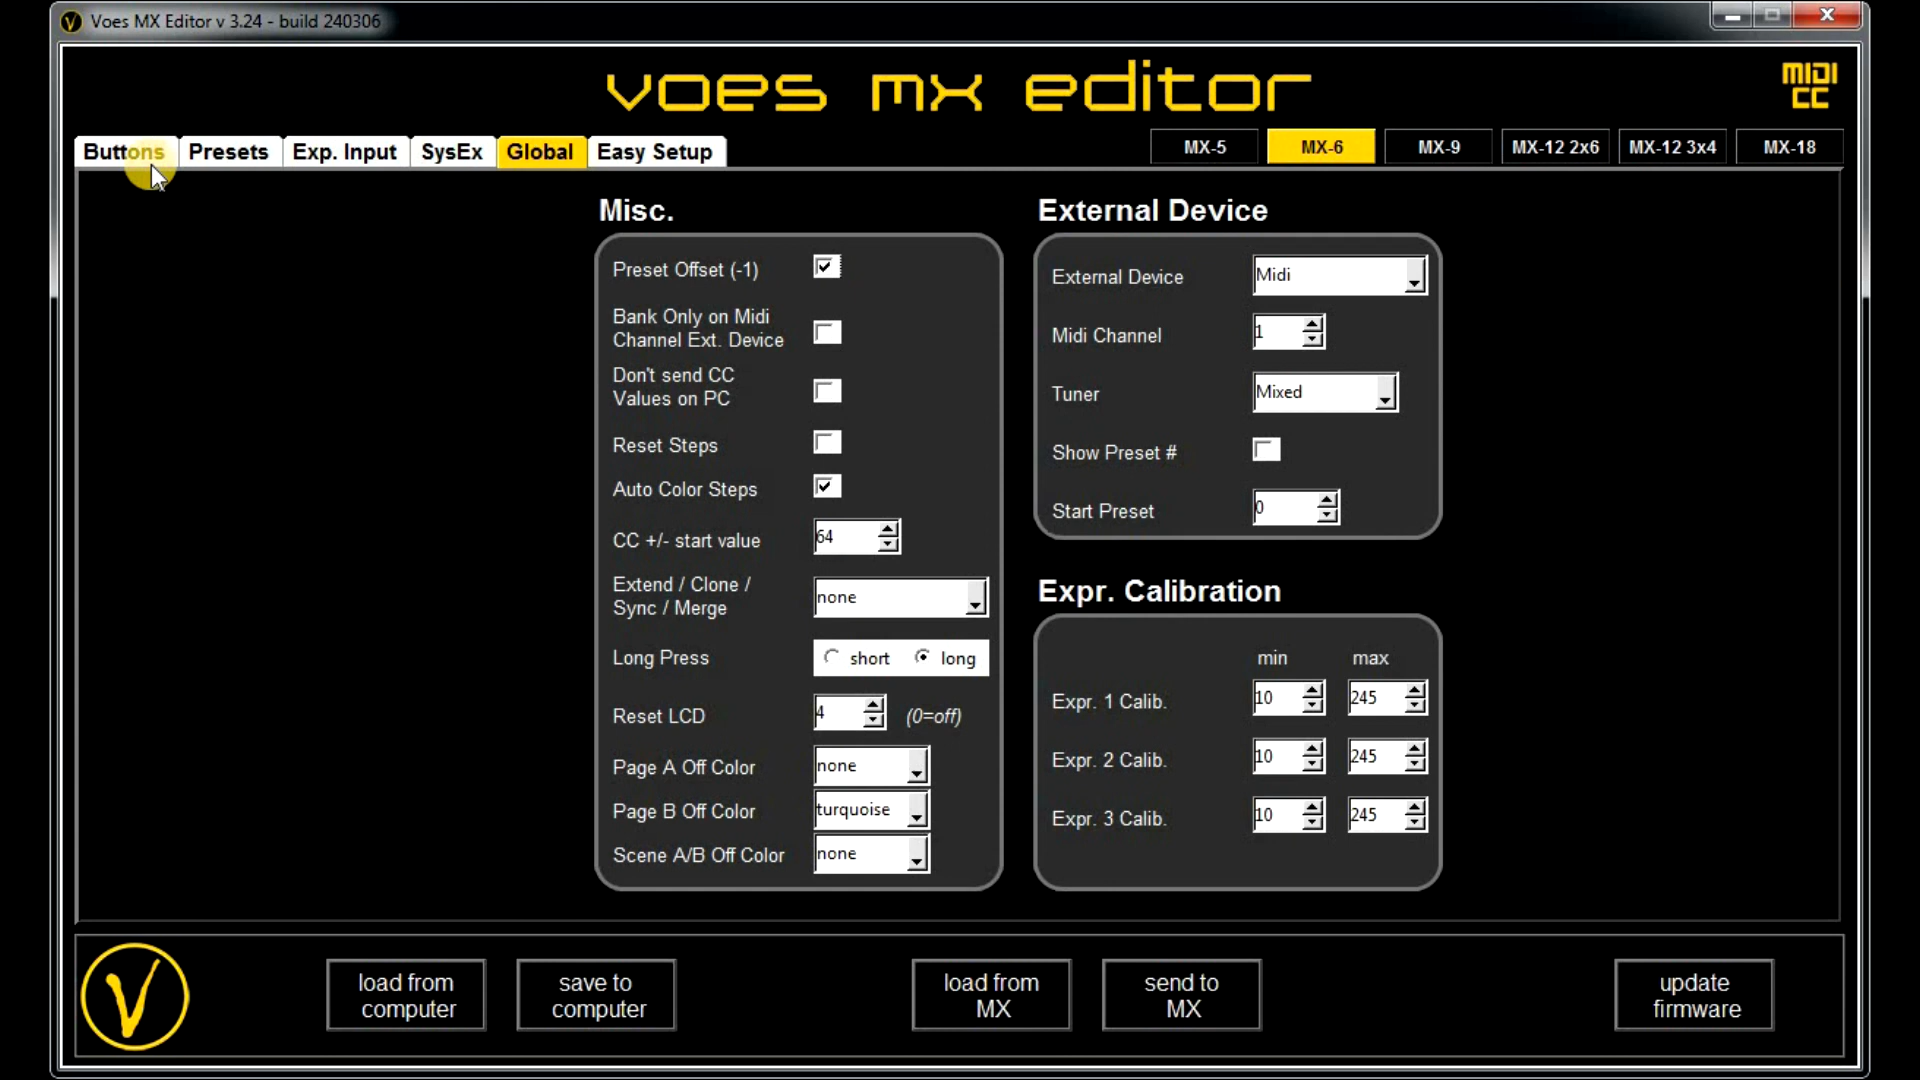 Voes MX Editor v 3.24 - build 240306
voes mx editor
MIDI
CC
Buttons
Presets
Exp. Input
SysEx
Global
Easy Setup
MX-5
MX-6
MX-9
MX-12 2x6
MX-12 3x4
MX-18
Misc.
Preset Offset (-1)
Bank Only on Midi
Channel Ext. Device
Don't send CC
Values on PC
Reset Steps
Auto Color Steps
CC +/- start value
64
Extend / Clone /
Sync / Merge
none
Long Press
short
long
Reset LCD
4
(0=off)
Page A Off Color
none
Page B Off Color
turquoise
Scene A/B Off Color
none
External Device
External Device
Midi
Midi Channel
1
Tuner
Mixed
Show Preset #
Start Preset
0
Expr. Calibration
min
max
Expr. 1 Calib.
10
245
Expr. 2 Calib.
10
245
Expr. 3 Calib.
10
245
V
load from
computer
save to
computer
load from
MX
send to
MX
update
firmware